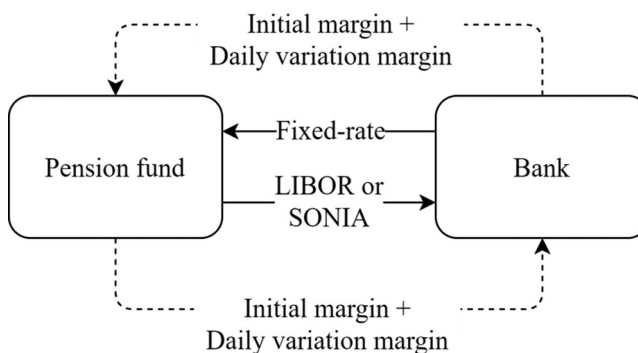 Initial margin +
Daily variation margin
Pension fund
Fixed-rate
LIBOR or
SONIA
Bank
Initial margin +
Daily variation margin